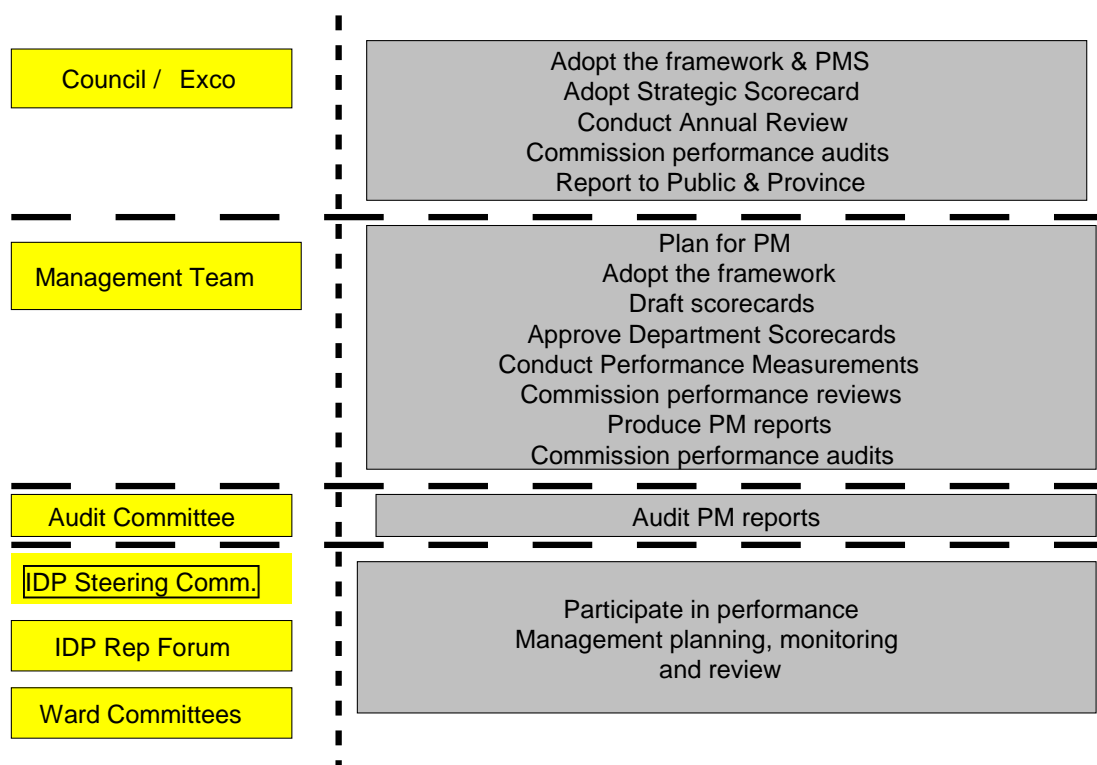 Council / Exco
Adopt the framework & PMS
Adopt Strategic Scorecard
Conduct Annual Review
Commission performance audits
Report to Public & Province
Management Team
Plan for PM
Adopt the framework
Draft scorecards
Approve Department Scorecards
Conduct Performance Measurements
Commission performance reviews
Produce PM reports
Commission performance audits
Audit Committee
Audit PM reports
IDP Steering Comm.
IDP Rep Forum
Ward Committees
Participate in performance
Management planning, monitoring
and review